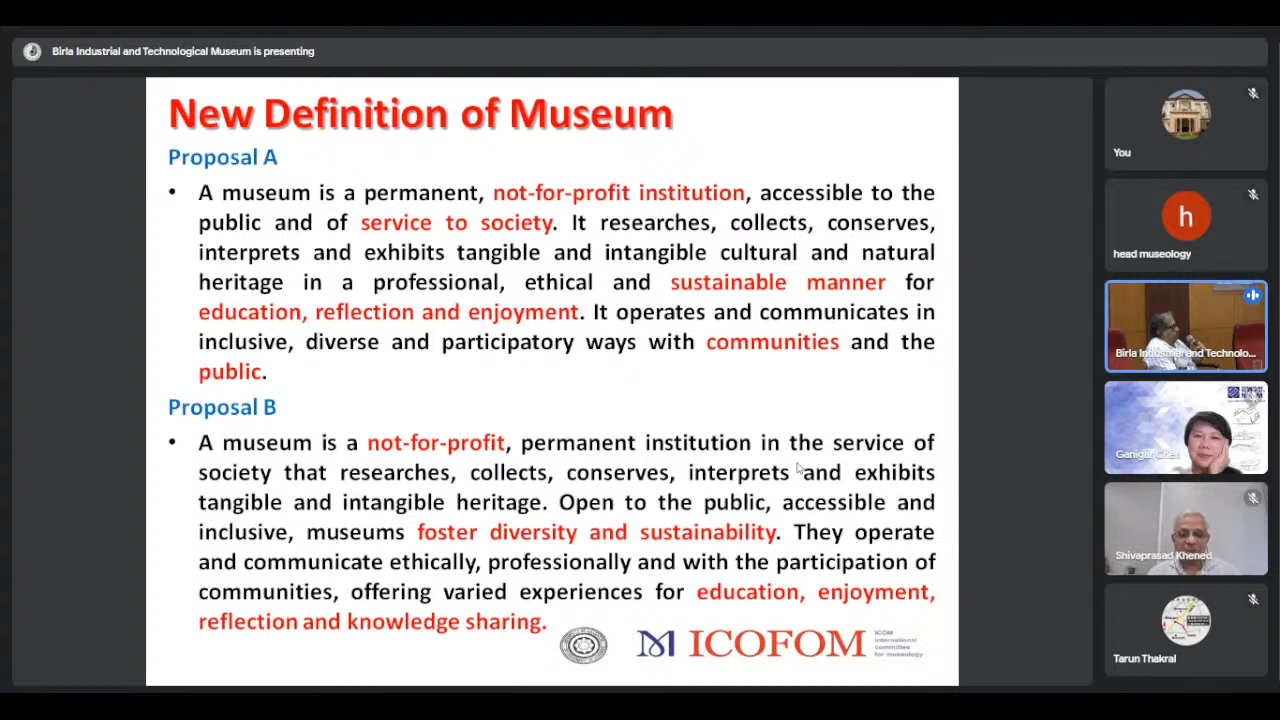 Birla Industrial and Technological Museum is presenting
New Definition of Museum
Proposal A
• A museum is a permanent, not-for-profit institution, accessible to the
public and of service to society. It researches, collects, conserves,
interprets and exhibits tangible and intangible cultural and natural
heritage in a professional, ethical and sustainable manner for
education, reflection and enjoyment. It operates and communicates in
inclusive, diverse and participatory ways with communities and the
public.
Proposal B
• A museum is a not-for-profit, permanent institution in the service of
society that researches, collects, conserves, interprets and exhibits
tangible and intangible heritage. Open to the public, accessible and
inclusive, museums foster diversity and sustainability. They operate
and communicate ethically, professionally and with the participation of
communities, offering varied experiences for education, enjoyment,
reflection and knowledge sharing.
ICOFOM
ICOM
international
committee
for museology
You
h
head museology
Birla Industrial and Technolo...
Shivaprasad Khened
Tarun Thakral